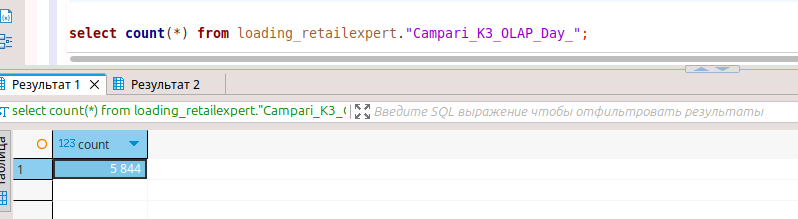 select count(*) from loading_retailexpert."Campari_K3_OLAP_Day_";
Результат 1 Результат 2
select count(*) from loading_retailexpert."Campari_K3_ Введите SQL выражение чтобы отфильтровать результаты
Таблица
123 count
1 5 844